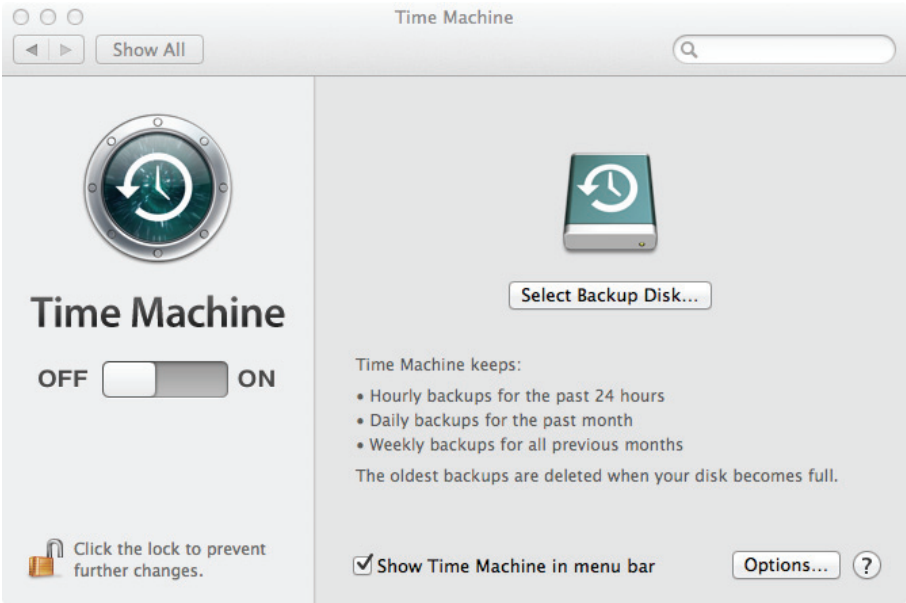 Time Machine
Show All
Time Machine
OFF ON
Select Backup Disk...
Time Machine keeps:
• Hourly backups for the past 24 hours
• Daily backups for the past month
• Weekly backups for all previous months
The oldest backups are deleted when your disk becomes full.
Click the lock to prevent
further changes.
Show Time Machine in menu bar
Options... ?